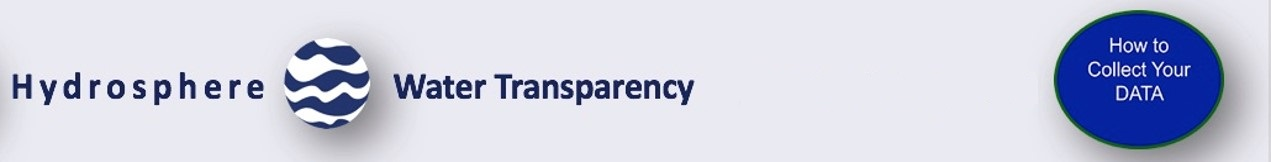 Hydrosphere Water Transparency
How to
Collect Your
DATA